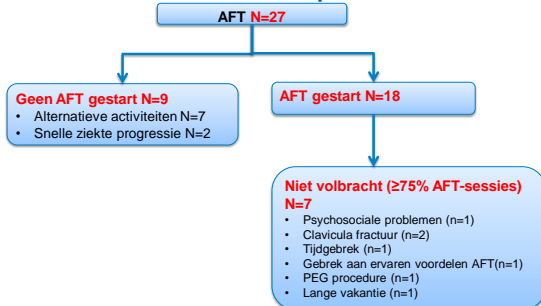 AFT N=27
Geen AFT gestart N=9
• Alternatieve activiteiten N=7
• Snelle ziekte progressie N=2
AFT gestart N=18
Niet volbracht (≥75% AFT-sessies)
N=7
• Psychosociale problemen (n=1)
• Clavicula fractuur (n=2)
• Tijdgebrek (n=1)
• Gebrek aan ervaren voordelen AFT(n=1)
• PEG procedure (n=1)
• Lange vakantie (n=1)